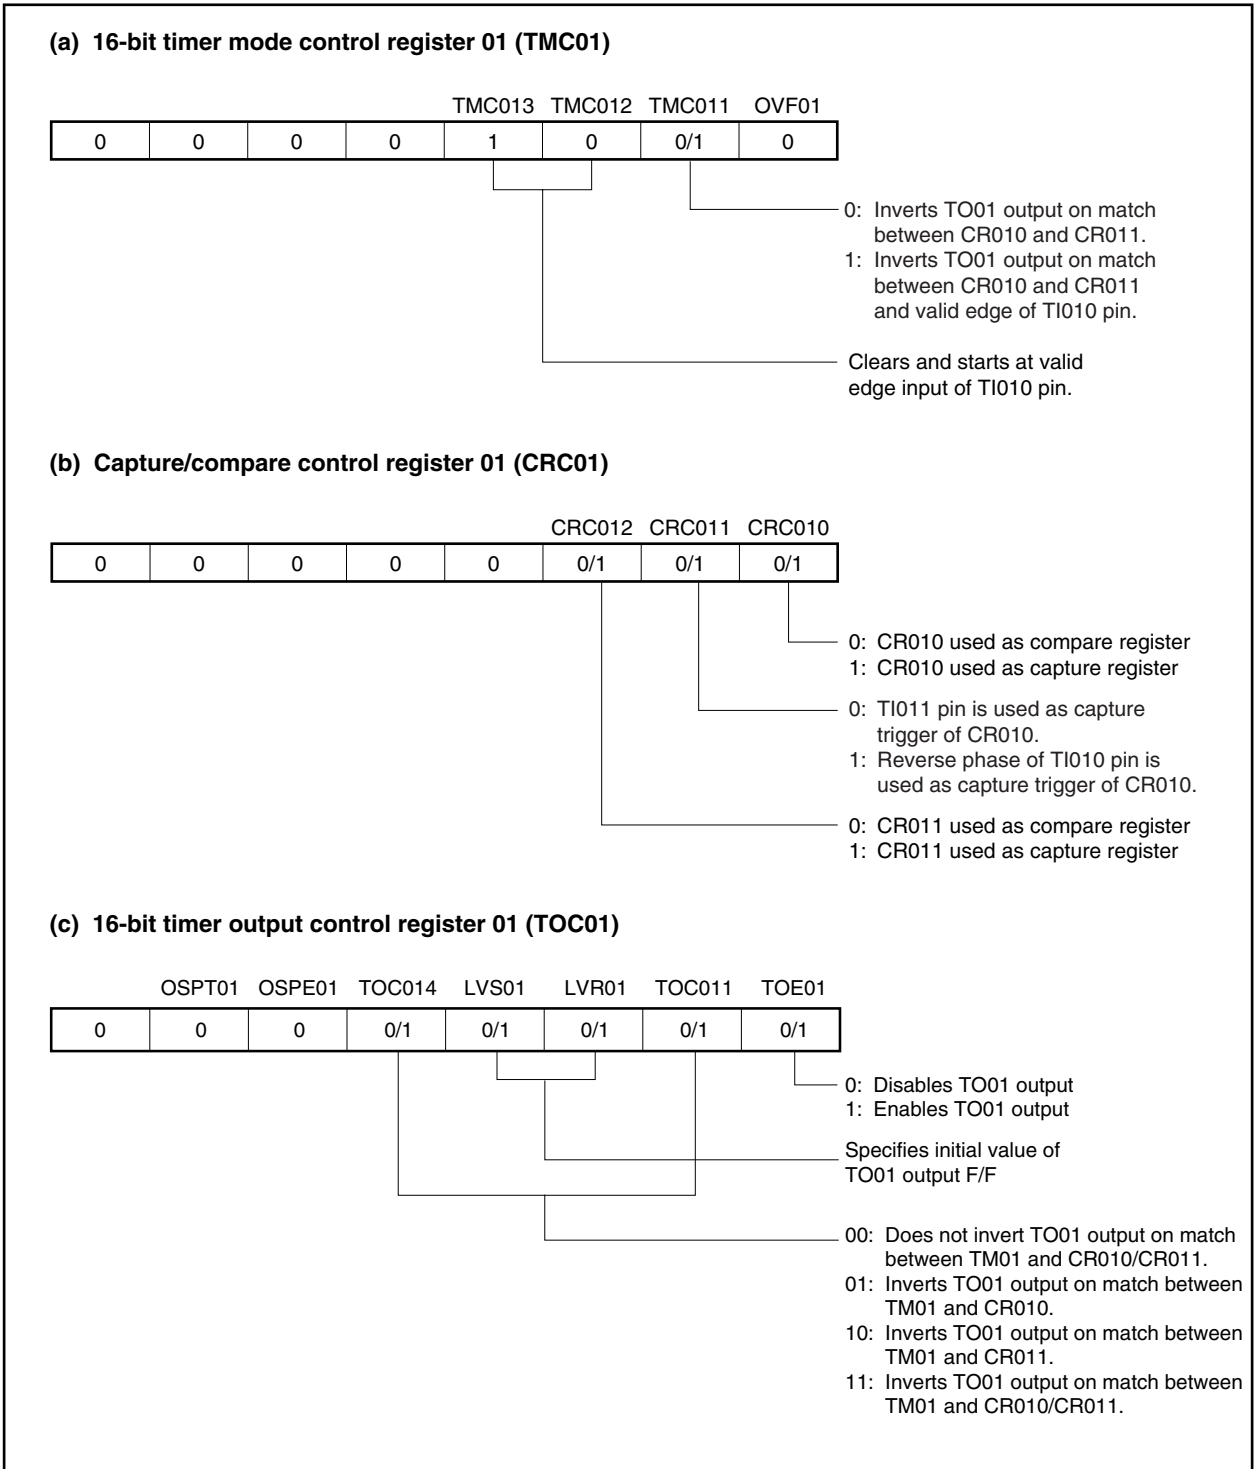 (a) 16-bit timer mode control register 01 (TMC01)
TMC013 TMC012 TMC011 OVF01
0 0 0 0 1 0 0/1 0
0: Inverts TO01 output on match
between CR010 and CR011.
1: Inverts TO01 output on match
between CR010 and CR011
and valid edge of TI010 pin.
Clears and starts at valid
edge input of TI010 pin.
(b) Capture/compare control register 01 (CRC01)
CRC012 CRC011 CRC010
0 0 0 0 0 0/1 0/1 0/1
0: CR010 used as compare register
1: CR010 used as capture register
0: TI011 pin is used as capture
trigger of CR010.
1: Reverse phase of TI010 pin is
used as capture trigger of CR010.
0: CR011 used as compare register
1: CR011 used as capture register
(c) 16-bit timer output control register 01 (TOC01)
OSPT01 OSPE01 TOC014 LVS01 LVR01 TOC011 TOE01
0 0 0 0/1 0/1 0/1 0/1 0/1
0: Disables TO01 output
1: Enables TO01 output
Specifies initial value of
TO01 output F/F
00: Does not invert TO01 output on match
between TM01 and CR010/CR011.
01: Inverts TO01 output on match between
TM01 and CR010.
10: Inverts TO01 output on match between
TM01 and CR011.
11: Inverts TO01 output on match between
TM01 and CR010/CR011.